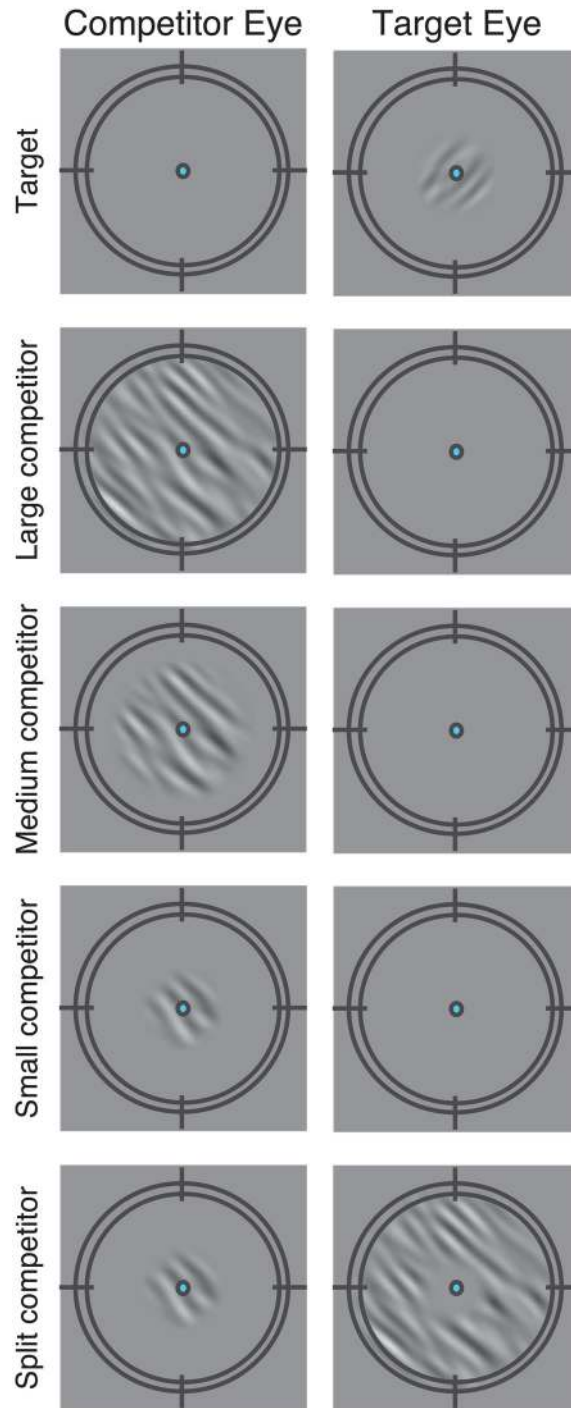 Competitor Eye
Target Eye
Target
Large competitor
Medium competitor
Small competitor
Split competitor